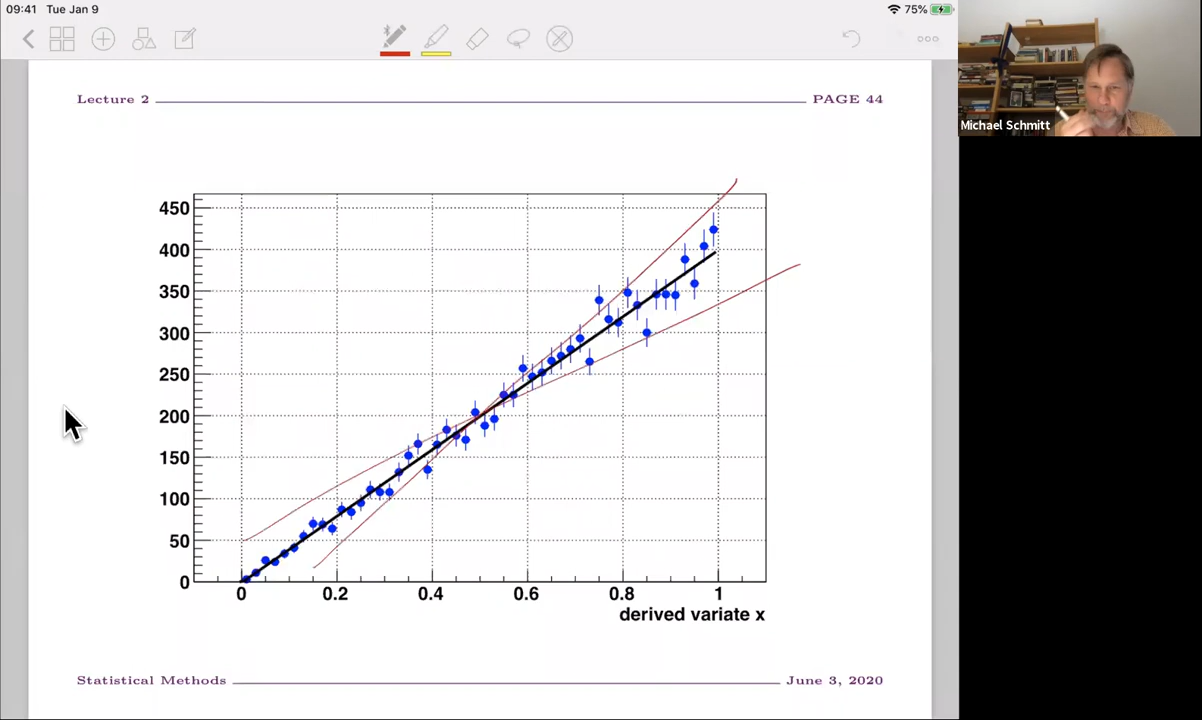 09:41 Tue Jan 9
75%
Michael Schmitt
Lecture 2
PAGE 44
450
400
350
300
250
200
150
100
50
0
0 0.2 0.4 0.6 0.8 1
derived variate x
Statistical Methods
June 3, 2020